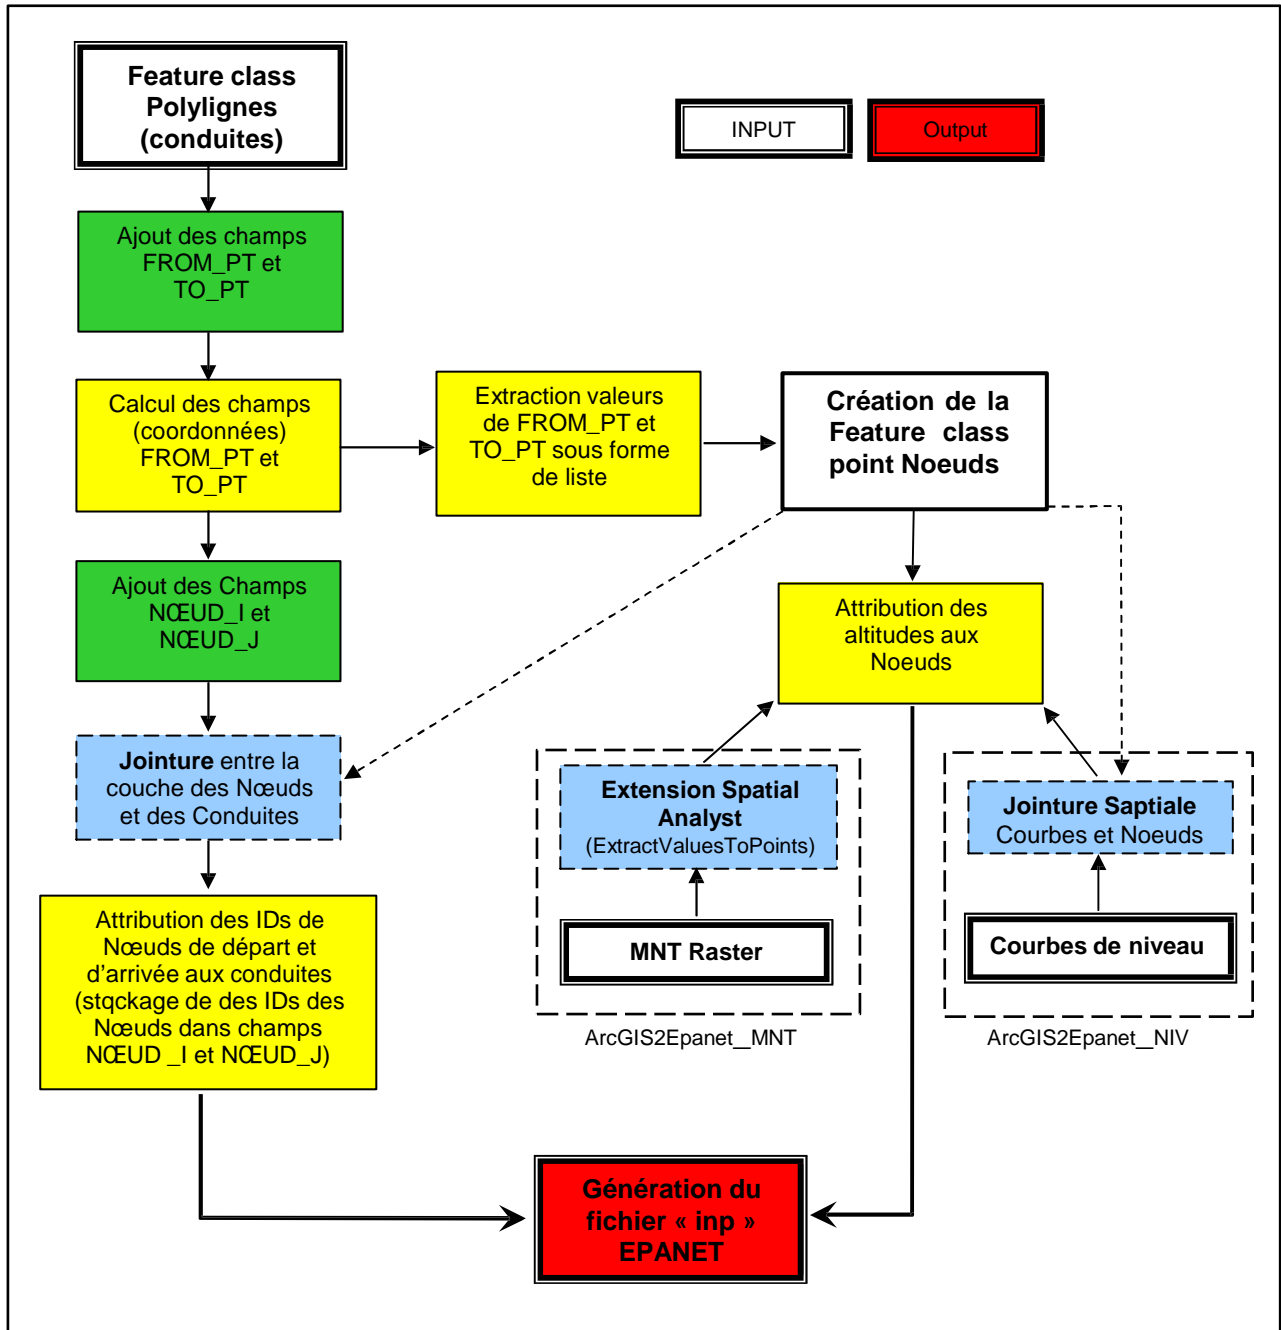 Feature class
Polylignes
(conduites)
INPUT
Output
Ajout des champs
FROM_PT et
TO_PT
Calcul des champs
(coordonnées)
FROM_PT et
TO_PT
Extraction valeurs
de FROM_PT et
TO_PT sous forme
de liste
Création de la
Feature class
point Noeuds
Ajout des Champs
NŒUD_I et
NŒUD_J
Attribution des
altitudes aux
Noeuds
Jointure entre la
couche des Nœuds
et des Conduites
Extension Spatial
Analyst
(ExtractValuesToPoints)
Jointure Saptiale
Courbes et Noeuds
MNT Raster
Courbes de niveau
ArcGIS2Epanet_MNT
ArcGIS2Epanet_NIV
Attribution des IDs de
Nœuds de départ et
d'arrivée aux conduites
(stqckage de des IDs des
Nœuds dans champs
NŒUD _I et NŒUD_J)
Génération du
fichier « inp »
EPANET